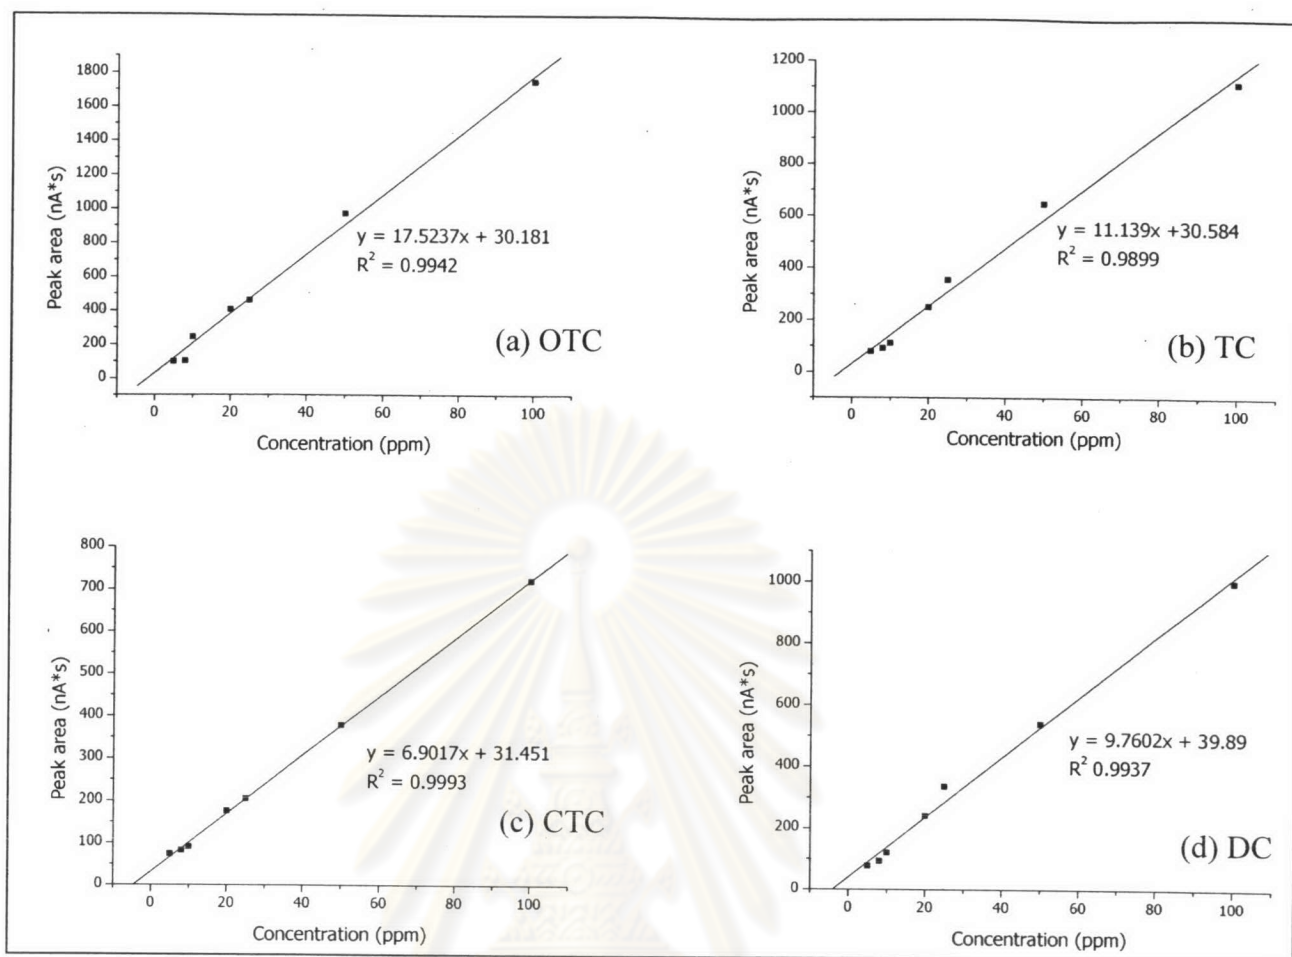 1800
1600
1400
1200
1000
800
600
400
200
0
Peak area (nA*s)
y = 17.5237x + 30.181
R² = 0.9942
(a) OTC
0 20 40 60 80 100
Concentration (ppm)
1200
1000
800
600
400
200
0
Peak area (nA*s)
y = 11.139x +30.584
R² = 0.9899
(b) TC
0 20 40 60 80 100
Concentration (ppm)
800
700
600
500
400
300
200
100
0
Peak area (nA*s)
y = 6.9017x + 31.451
R² = 0.9993
(c) CTC
0 20 40 60 80 100
Concentration (ppm)
1000
800
600
400
200
0
Peak area (nA*s)
y = 9.7602x + 39.89
R² 0.9937
(d) DC
0 20 40 60 80 100
Concentration (ppm)